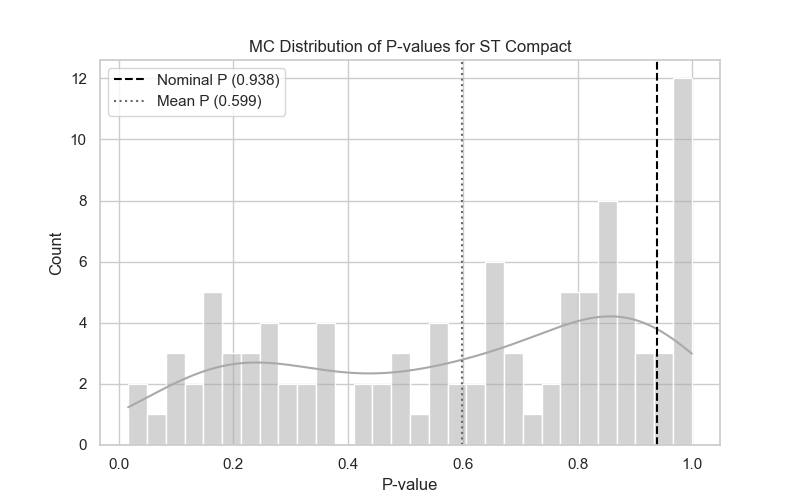 MC Distribution of P-values for ST Compact
Nominal P (0.938)
Mean P (0.599)
12
10
8
6
4
2
0
Count
0.0 0.2 0.4 0.6 0.8 1.0
P-value